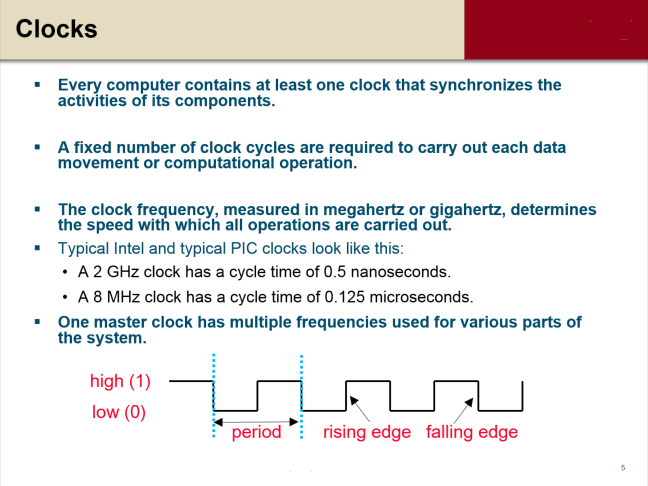 Clocks
▪ Every computer contains at least one clock that synchronizes the
activities of its components.
▪ A fixed number of clock cycles are required to carry out each data
movement or computational operation.
▪ The clock frequency, measured in megahertz or gigahertz, determines
the speed with which all operations are carried out.
▪ Typical Intel and typical PIC clocks look like this:
• A 2 GHz clock has a cycle time of 0.5 nanoseconds.
• A 8 MHz clock has a cycle time of 0.125 microseconds.
▪ One master clock has multiple frequencies used for various parts of
the system.
high (1)
low (0)
period rising edge falling edge
5